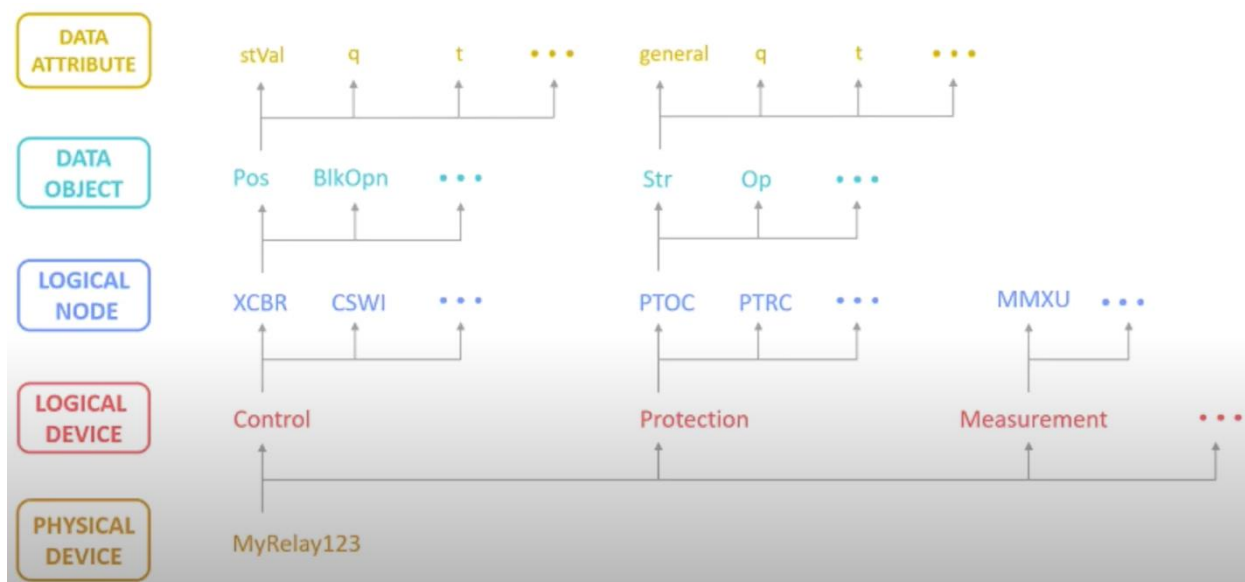 DATA
ATTRIBUTE
stVal q t ••• general q t •••
DATA
OBJECT
Pos BlkOpn ••• Str Op •••
LOGICAL
NODE
XCBR CSWI ••• PTOC PTRC ••• MMXU •••
LOGICAL
DEVICE
Control Protection Measurement •••
PHYSICAL
DEVICE
MyRelay123